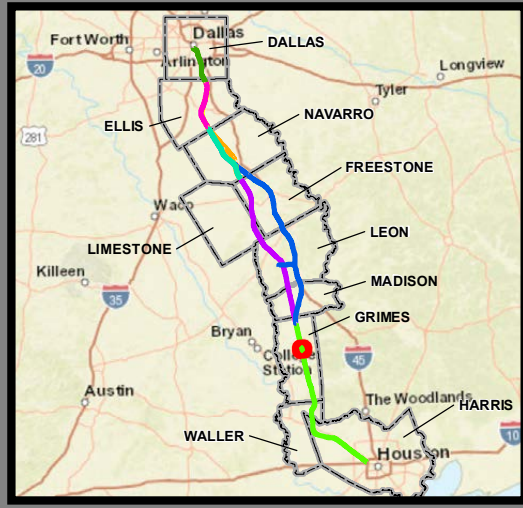 Dallas
DALLAS
Fort Worth
Arlington
Longview
20
Tyler
NAVARRO
ELLIS
281
FREESTONE
Waco
LEON
LIMESTONE
Killeen
MADISON
35
GRIMES
Bryan
College
Station
45
Austin
The Woodlands
HARRIS
WALLER
10
Houston